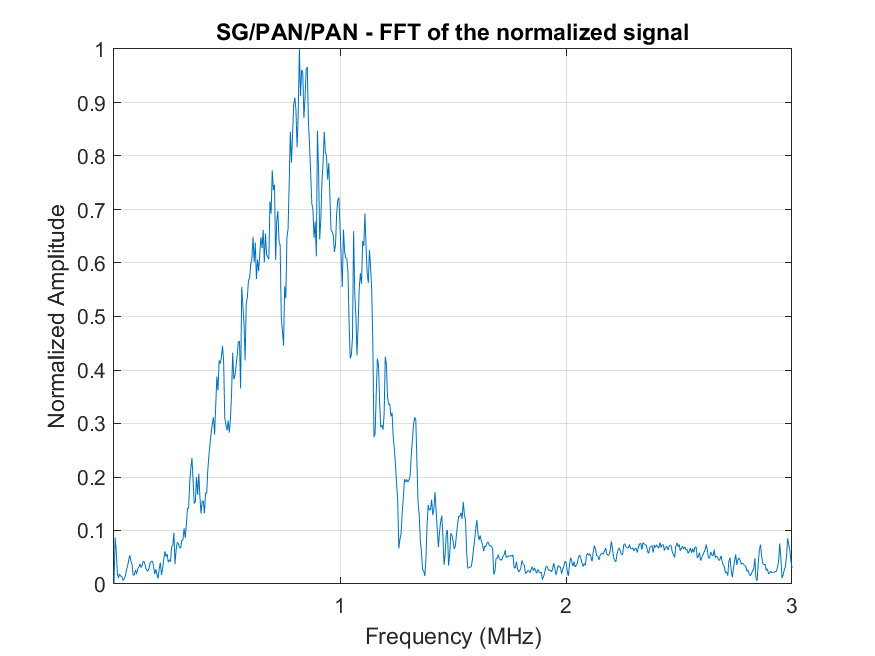 SG/PAN/PAN - FFT of the normalized signal
1
0.9
0.8
0.7
0.6
0.5
0.4
0.3
0.2
0.1
0
Normalized Amplitude
1 2 3
Frequency (MHz)